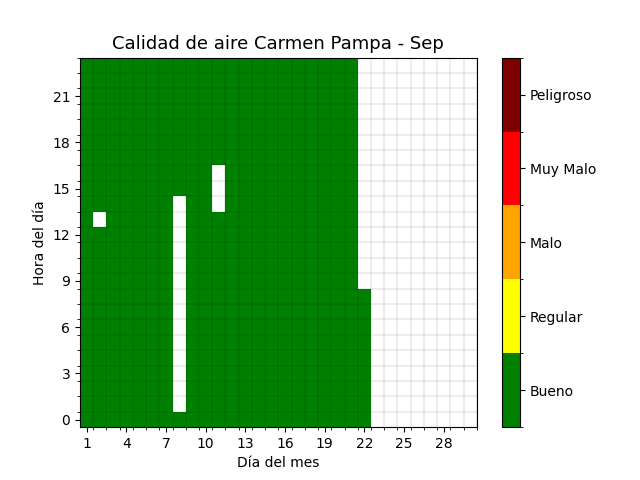 Calidad de aire Carmen Pampa - Sep
Hora del día
21
18
15
12
9
6
3
0
1 4 7 10 13 16 19 22 25 28
Día del mes
Peligroso
Muy Malo
Malo
Regular
Bueno